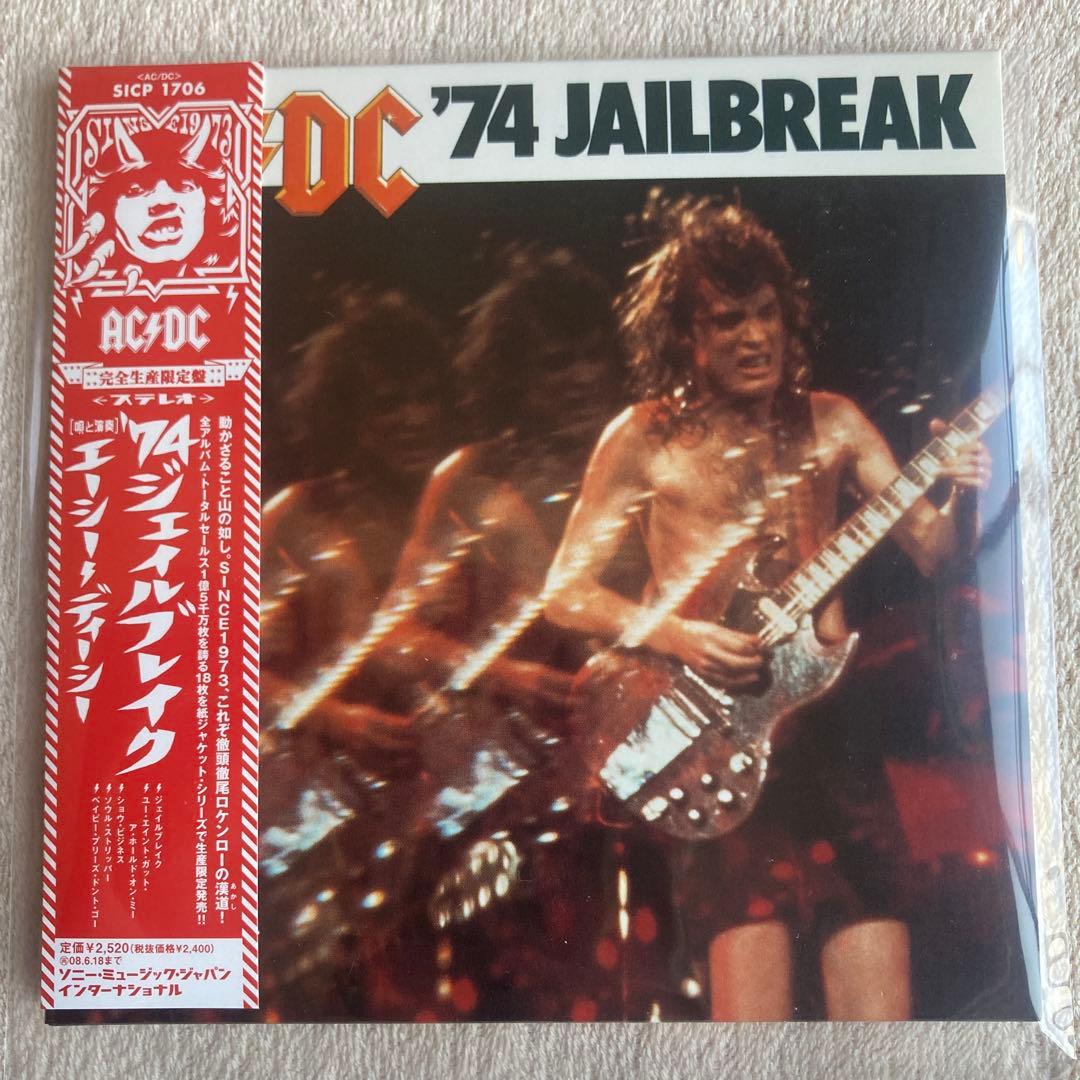 <AC/DC>
SICP 1706
SINCE1973
AC⚡DC
完全生産限定盤
<ステレオ>
'74ジェイルブレイク
[唄と演奏]
エーシー⚡ディーシー
動かざること山の如し。SINCE1973、これぞ徹頭徹尾ロケンローの漢道!
あかし
全アルバム・トータルセールス1億5千万枚を誇る18枚を紙ジャケット・シリーズで生産限定発売!!
⚡ジェイルブレイク
⚡ユー・エイント・ガット・
ア・ホールド・オン・ミー
⚡ショウ・ビジネス
⚡ソウル・ストリッパー
⚡ベイビー・プリーズ・ドント・ゴー
定価¥2,520(税抜価格¥2,400)
08.6.18まで
ソニー・ミュージック・ジャパン
インターナショナル
⚡DC '74 JAILBREAK